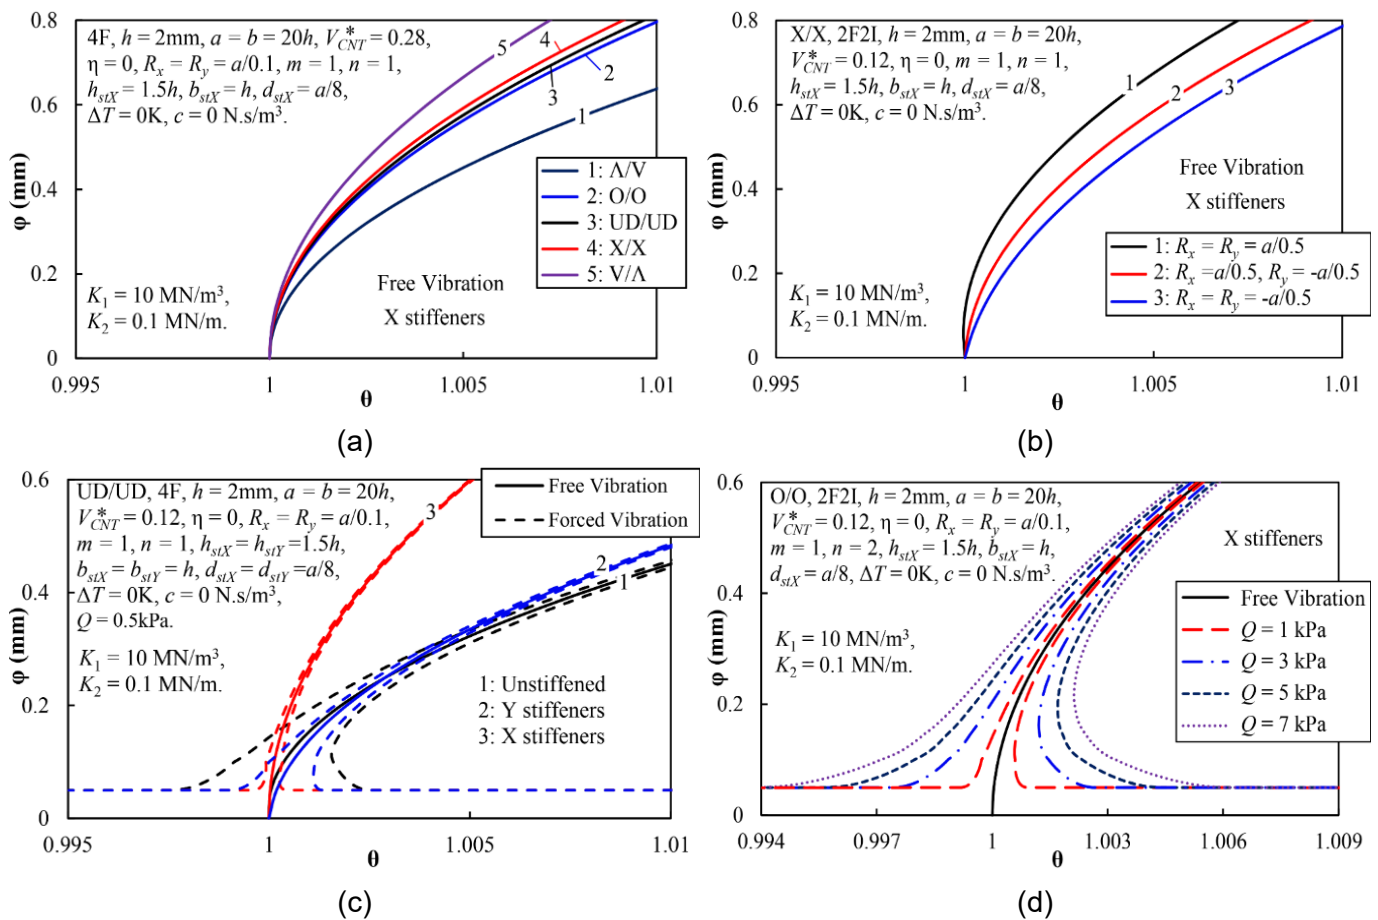 0.8
0.6
0.4
0.2
0
φ (mm)
4F, h = 2mm, a = b = 20h, V*CNT = 0.28,
η = 0, Rx = Ry = a/0.1, m = 1, n = 1,
hstX = 1.5h, bstX = h, dstX = a/8,
ΔT = 0K, c = 0 N.s/m³.
5
4
3
2
1
1: Λ/V
2: O/O
3: UD/UD
4: X/X
5: V/Λ
Free Vibration
X stiffeners
K1 = 10 MN/m³,
K2 = 0.1 MN/m.
0.995 1 1.005 1.01
θ
(a)
0.8
0.6
0.4
0.2
0
φ (mm)
X/X, 2F2I, h = 2mm, a = b = 20h,
V*CNT = 0.12, η = 0, m = 1, n = 1,
hstX = 1.5h, bstX = h, dstX = a/8,
ΔT = 0K, c = 0 N.s/m³.
1
2
3
Free Vibration
X stiffeners
1: Rx = Ry = a/0.5
2: Rx =a/0.5, Ry = -a/0.5
3: Rx = Ry = -a/0.5
K1 = 10 MN/m³,
K2 = 0.1 MN/m.
0.995 1 1.005 1.01
θ
(b)
0.6
0.4
0.2
0
φ (mm)
UD/UD, 4F, h = 2mm, a = b = 20h,
V*CNT = 0.12, η = 0, Rx = Ry = a/0.1,
m = 1, n = 1, hstX = hstY =1.5h,
bstX = bstY = h, dstX = dstY =a/8,
ΔT = 0K, c = 0 N.s/m³,
Q = 0.5kPa.
K1 = 10 MN/m³,
K2 = 0.1 MN/m.
Free Vibration
Forced Vibration
3
2
1
1: Unstiffened
2: Y stiffeners
3: X stiffeners
0.995 1 1.005 1.01
θ
(c)
0.6
0.4
0.2
0
φ (mm)
O/O, 2F2I, h = 2mm, a = b = 20h,
V*CNT = 0.12, η = 0, Rx = Ry = a/0.1,
m = 1, n = 2, hstX = 1.5h, bstX = h,
dstX = a/8, ΔT = 0K, c = 0 N.s/m³.
K1 = 10 MN/m³,
K2 = 0.1 MN/m.
X stiffeners
Free Vibration
Q = 1 kPa
Q = 3 kPa
Q = 5 kPa
Q = 7 kPa
0.994 0.997 1 1.003 1.006 1.009
θ
(d)